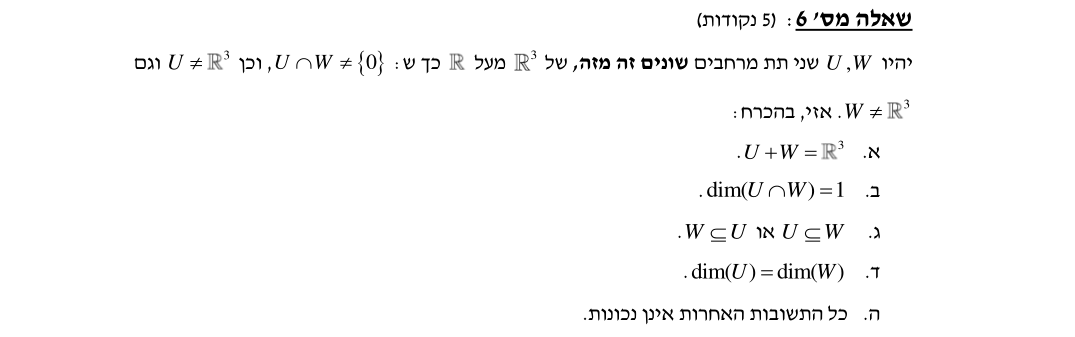 שאלה מס' 6 : (5 נקודות)
יהיו U ,W שני תת מרחבים שונים זה מזה, של ℝ³ מעל ℝ כך ש : U ∩ W ≠ {0}, וכן U ≠ ℝ³ וגם
W ≠ ℝ³. אזי, בהכרח :
א. U + W = ℝ³.
ב. dim(U ∩ W) = 1.
ג. U ⊆ W או W ⊆ U.
ד. dim(U) = dim(W).
ה. כל התשובות האחרות אינן נכונות.